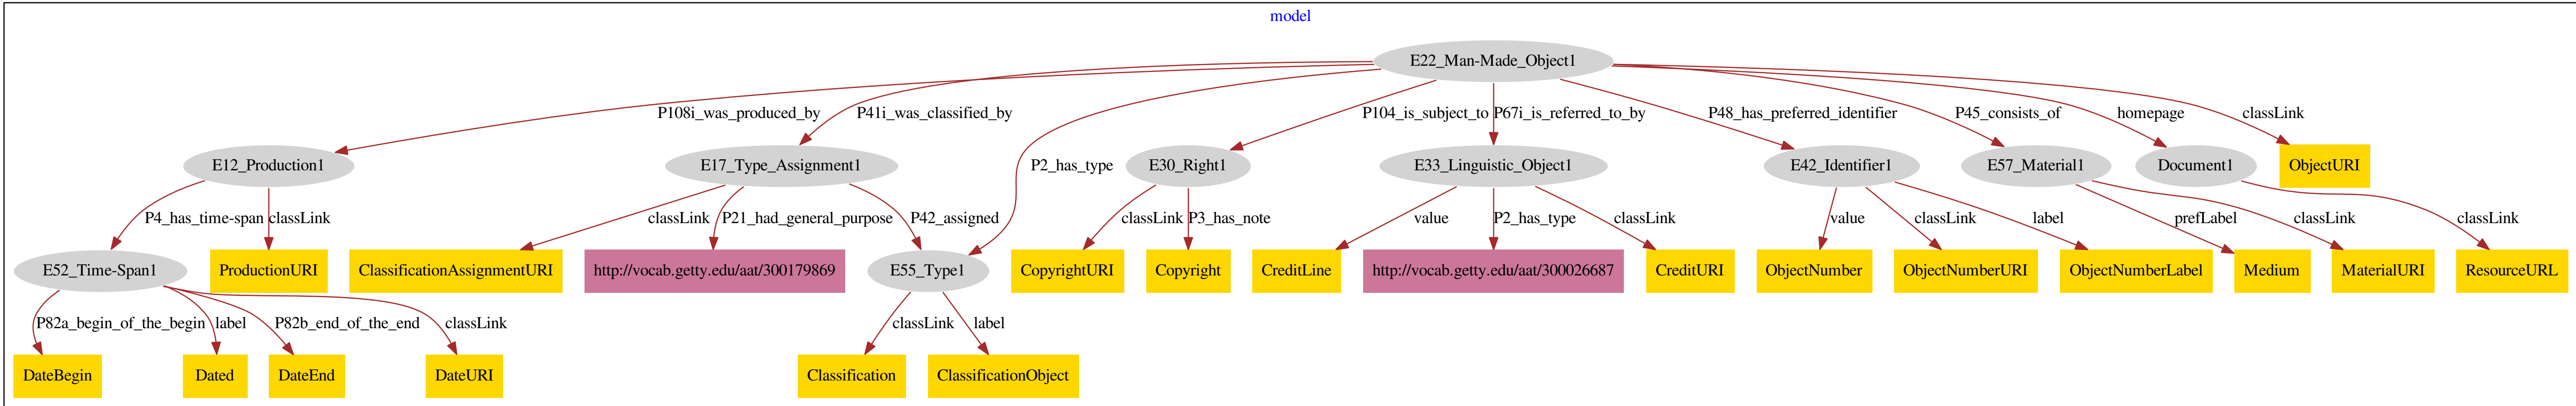 model
E22_Man-Made_Object1
P108i_was_produced_by
P41i_was_classified_by
P104_is_subject_to
P67i_is_referred_to_by
P48_has_preferred_identifier
P45_consists_of
homepage
classLink
E12_Production1
E17_Type_Assignment1
P2_has_type
E30_Right1
E33_Linguistic_Object1
E42_Identifier1
E57_Material1
Document1
ObjectURI
P4_has_time-span
classLink
classLink
P21_had_general_purpose
P42_assigned
classLink
P3_has_note
value
P2_has_type
classLink
value
classLink
label
prefLabel
classLink
classLink
E52_Time-Span1
ProductionURI
ClassificationAssignmentURI
http://vocab.getty.edu/aat/300179869
E55_Type1
CopyrightURI
Copyright
CreditLine
http://vocab.getty.edu/aat/300026687
CreditURI
ObjectNumber
ObjectNumberURI
ObjectNumberLabel
Medium
MaterialURI
ResourceURL
P82a_begin_of_the_begin
label
P82b_end_of_the_end
classLink
classLink
label
DateBegin
Dated
DateEnd
DateURI
Classification
ClassificationObject